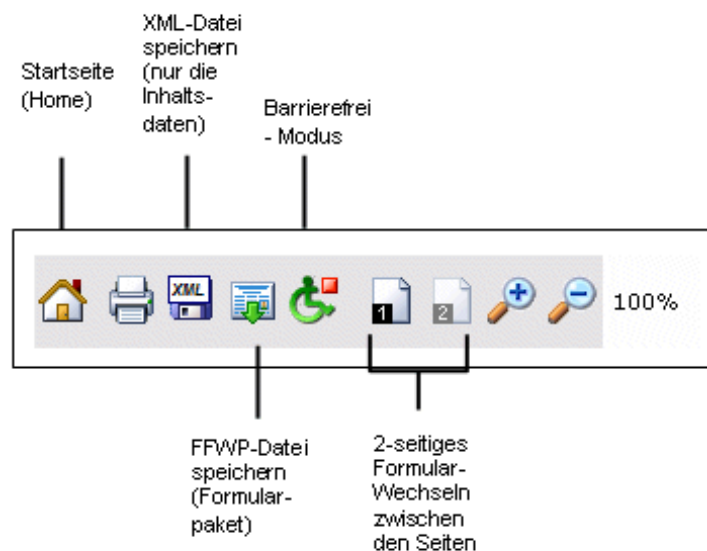 XML-Datei
speichern
(nur die
Inhalts-
daten)
Startseite
(Home)
Barrierefrei
- Modus
XML
1
2
100%
FFWP-Datei
speichern
(Formular-
paket)
2-seitiges
Formular-
Wechseln
zwischen
den Seiten